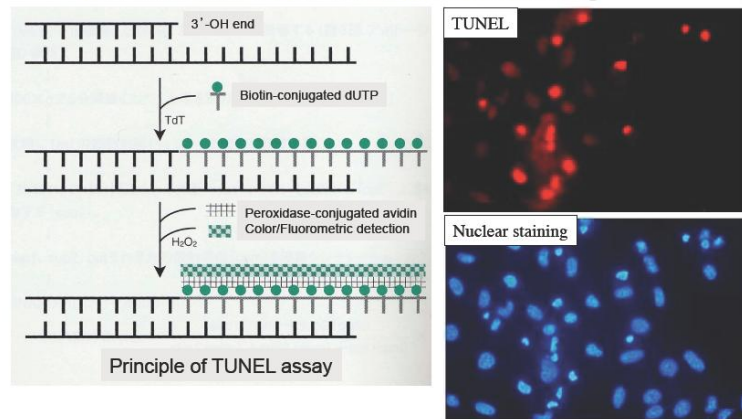 3'-OH end
Biotin-conjugated dUTP
TdT
Peroxidase-conjugated avidin
Color/Fluorometric detection
H₂O₂
Principle of TUNEL assay
TUNEL
Nuclear staining